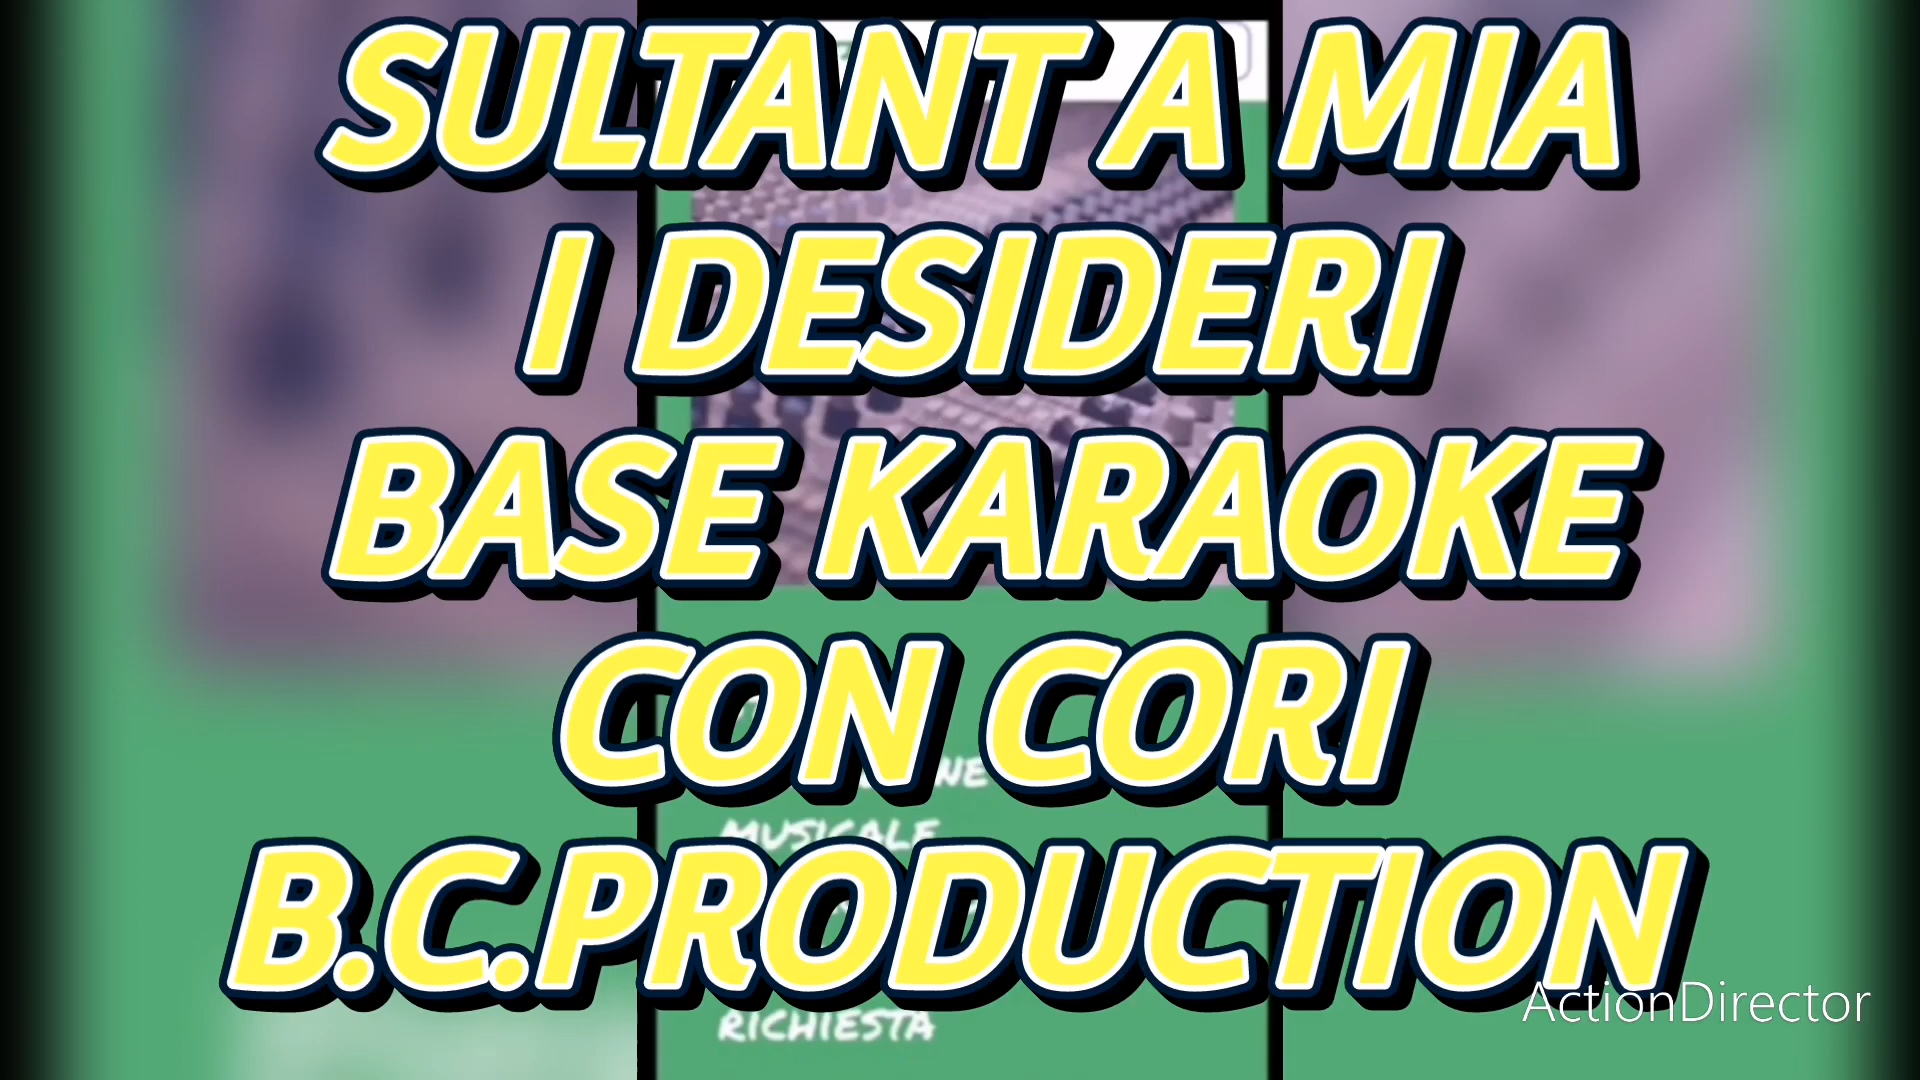 SULTANT A MIA
I DESIDERI
BASE KARAOKE
CON CORI
MUSICALE
B.C.PRODUCTION
ActionDirector
RICHIESTA